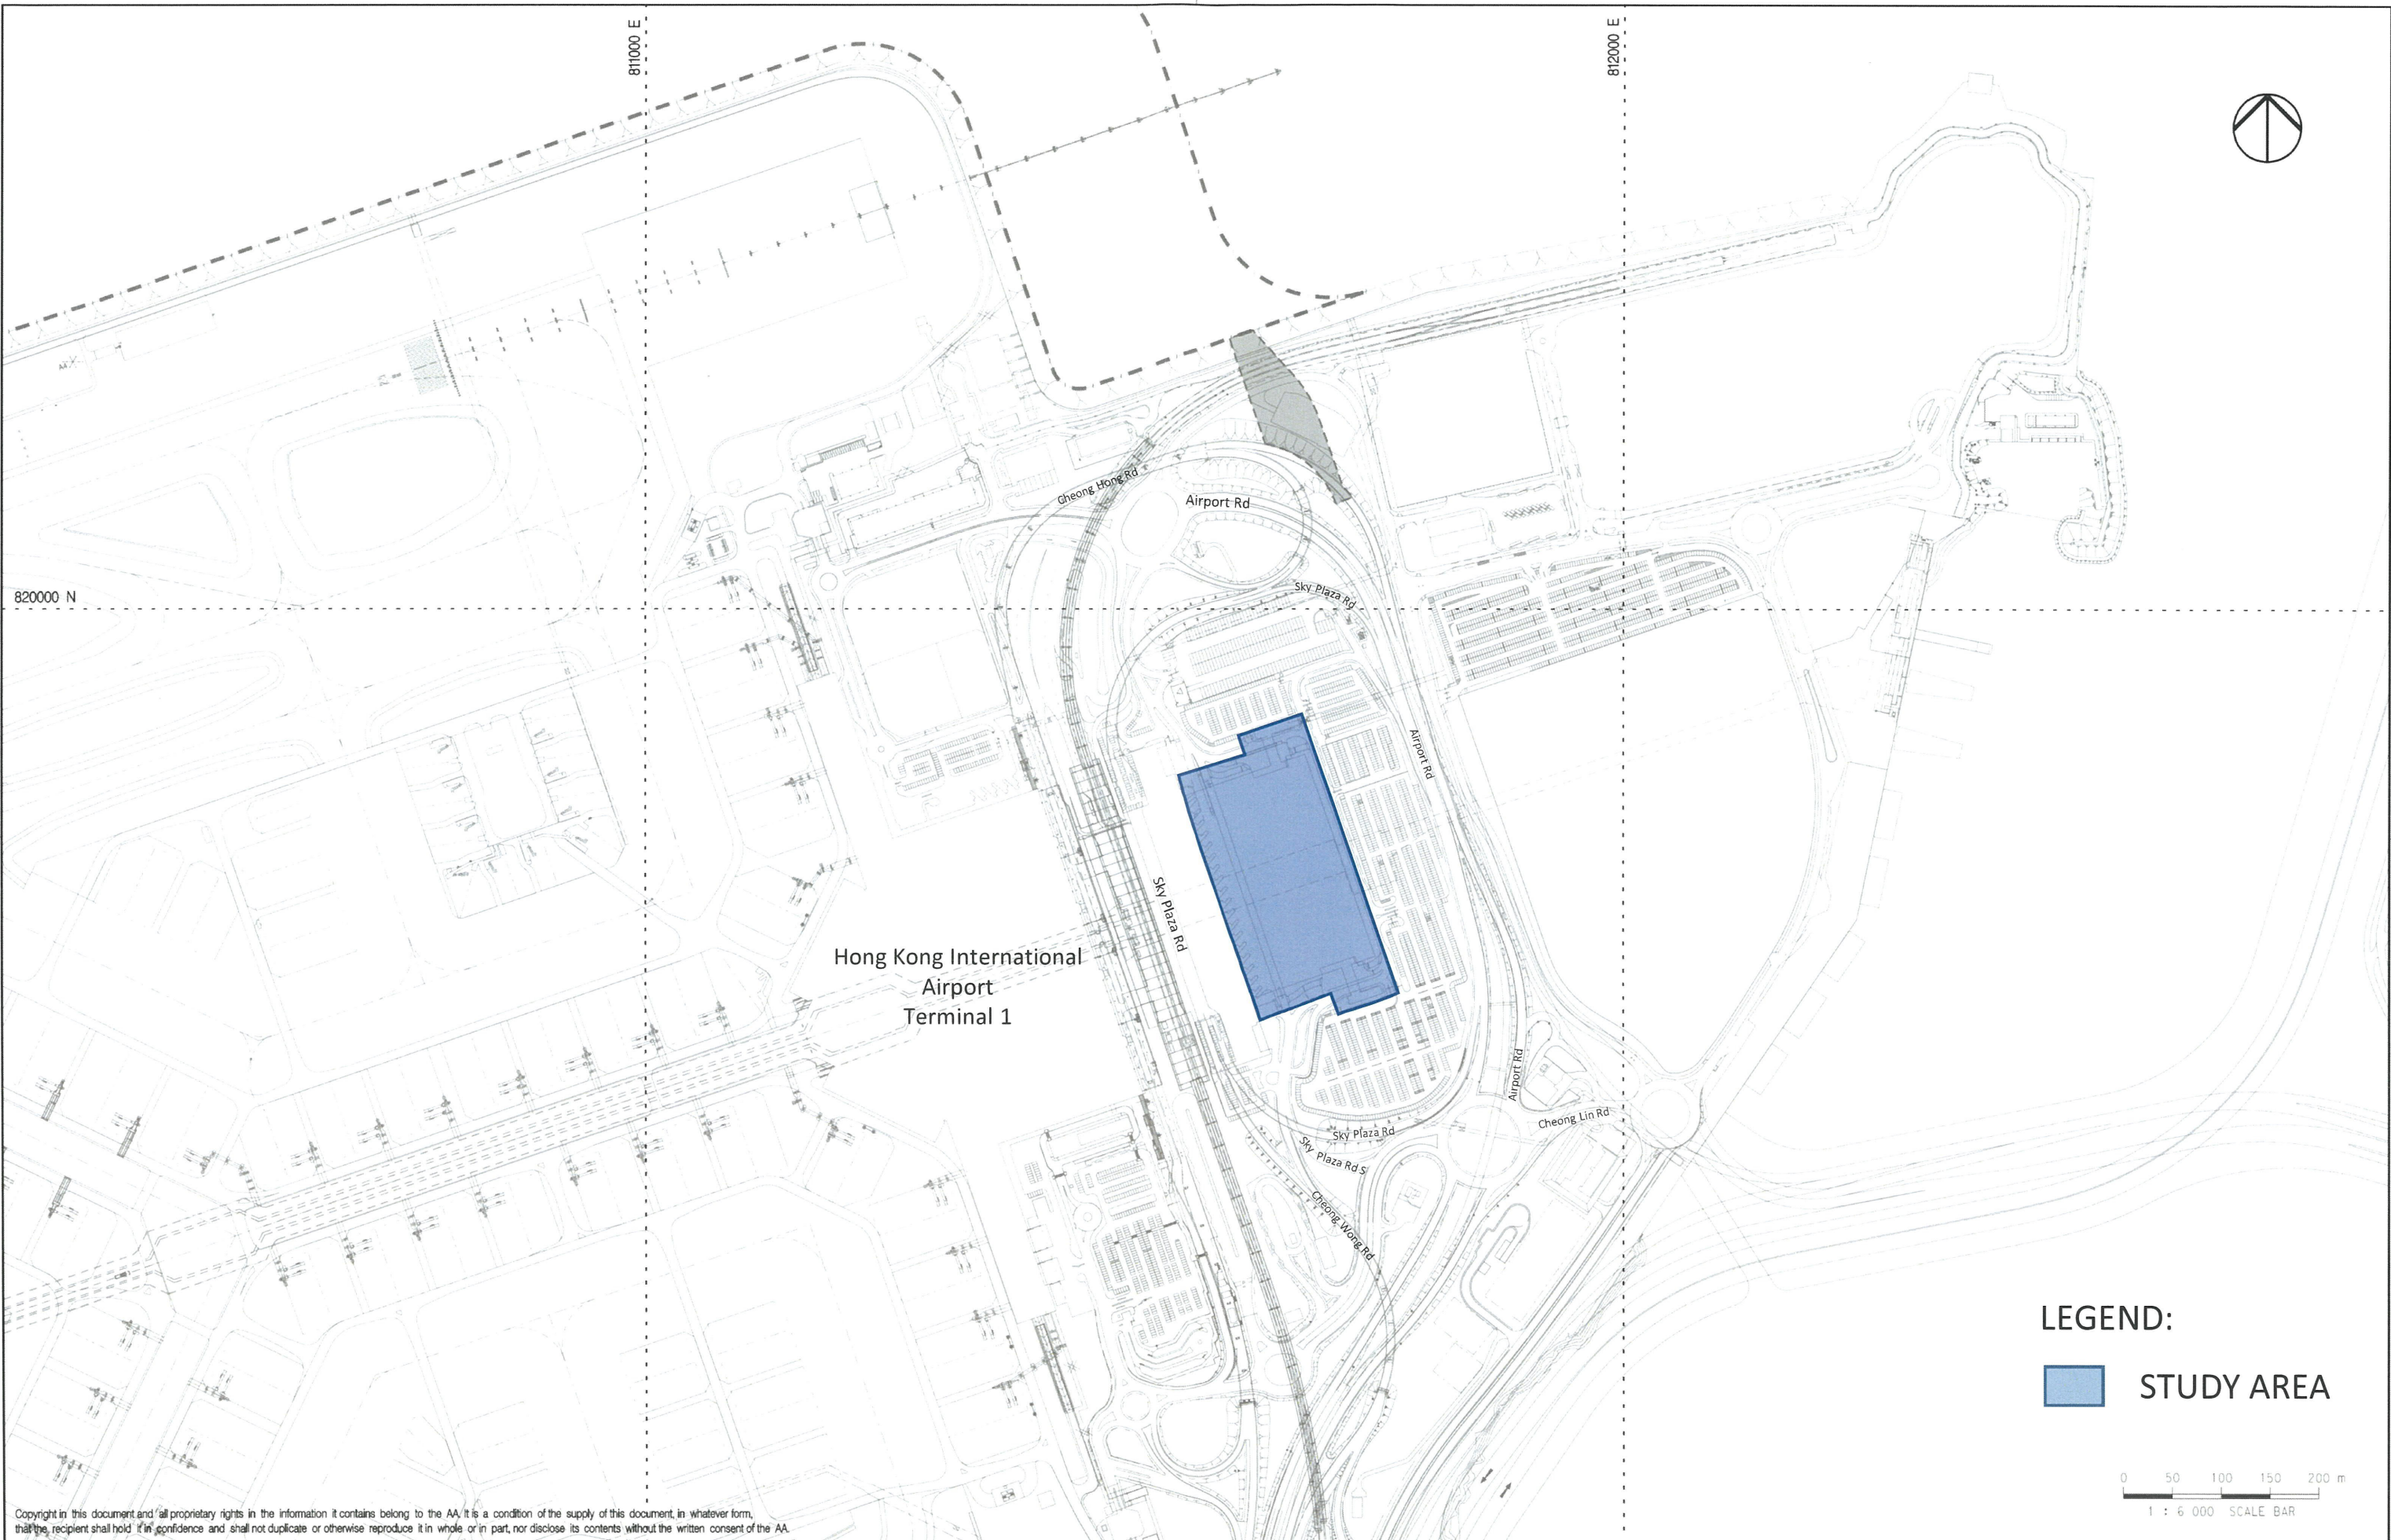 811000 E
812000 E
Cheong Hong Rd
Airport Rd
Sky Plaza Rd
820000 N
Airport Rd
Sky Plaza Rd
Hong Kong International
Airport
Terminal 1
Airport Rd
Cheong Lin Rd
Sky Plaza Rd
Sky Plaza Rd S
Cheong Wong Rd
LEGEND:
STUDY AREA
0 50 100 150 200 m
1 : 6 000 SCALE BAR
Copyright in this document and all proprietary rights in the information it contains belong to the AA. It is a condition of the supply of this document, in whatever form,
that the recipient shall hold it in confidence and shall not duplicate or otherwise reproduce it in whole or in part, nor disclose its contents without the written consent of the AA.